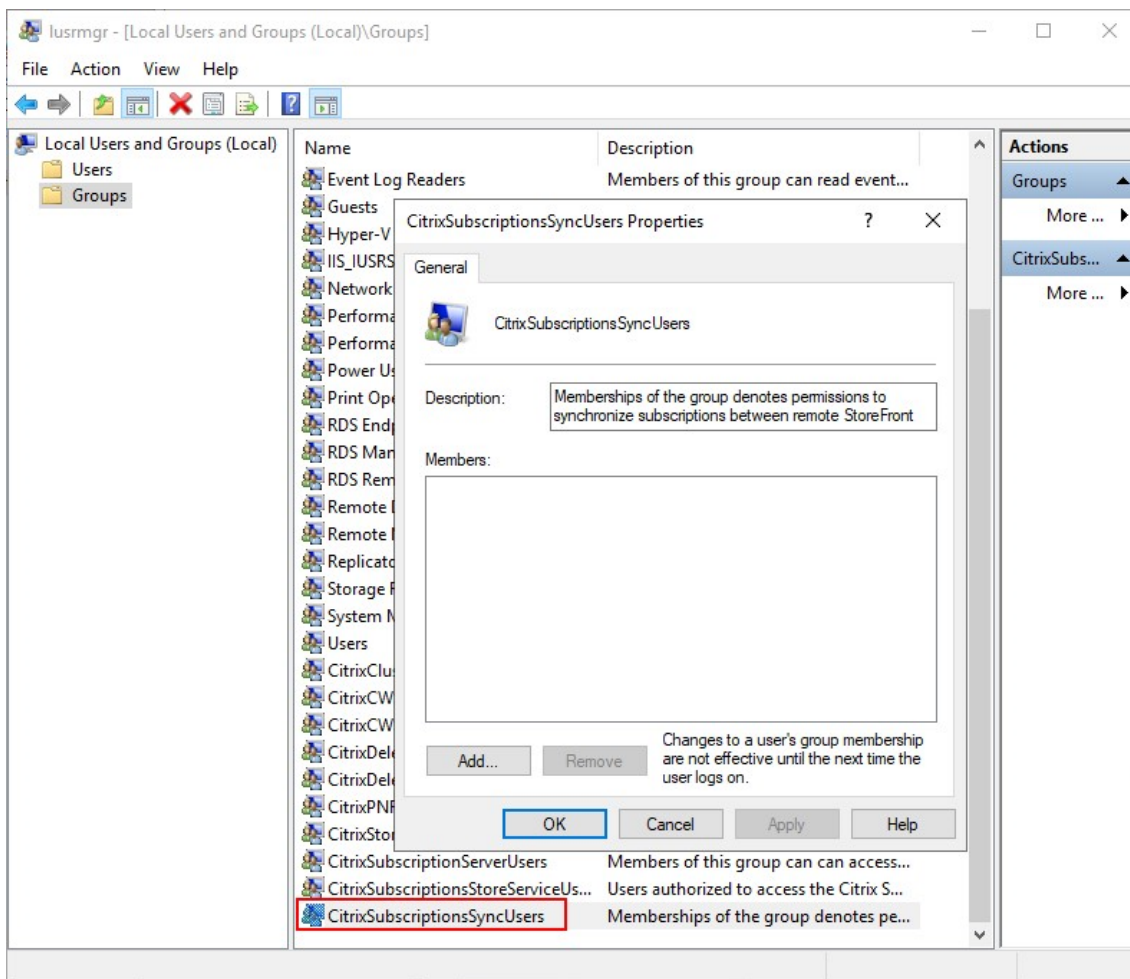 lusrmgr - [Local Users and Groups (Local)\Groups]
File Action View Help
Local Users and Groups (Local)
Users
Groups
Name Description
Event Log Readers Members of this group can read event...
Guests
Hyper-V
IIS_IUSRS
Network
Performa
Performa
Power Us
Print Ope
RDS Endp
RDS Man
RDS Rem
Remote
Remote
Replicato
Storage
System
Users
CitrixClu
CitrixCW
CitrixCW
CitrixDele
CitrixDele
CitrixPN
CitrixStor
CitrixSubscriptionServerUsers Members of this group can can access...
CitrixSubscriptionsStoreServiceUs... Users authorized to access the Citrix S...
CitrixSubscriptionsSyncUsers Memberships of the group denotes pe...
CitrixSubscriptionsSyncUsers Properties ?
General
CitrixSubscriptionsSyncUsers
Description: Memberships of the group denotes permissions to
synchronize subscriptions between remote StoreFront
Members:
Add... Remove
Changes to a user's group membership
are not effective until the next time the
user logs on.
OK Cancel Apply Help
Actions
Groups
More ...
CitrixSubs...
More ...